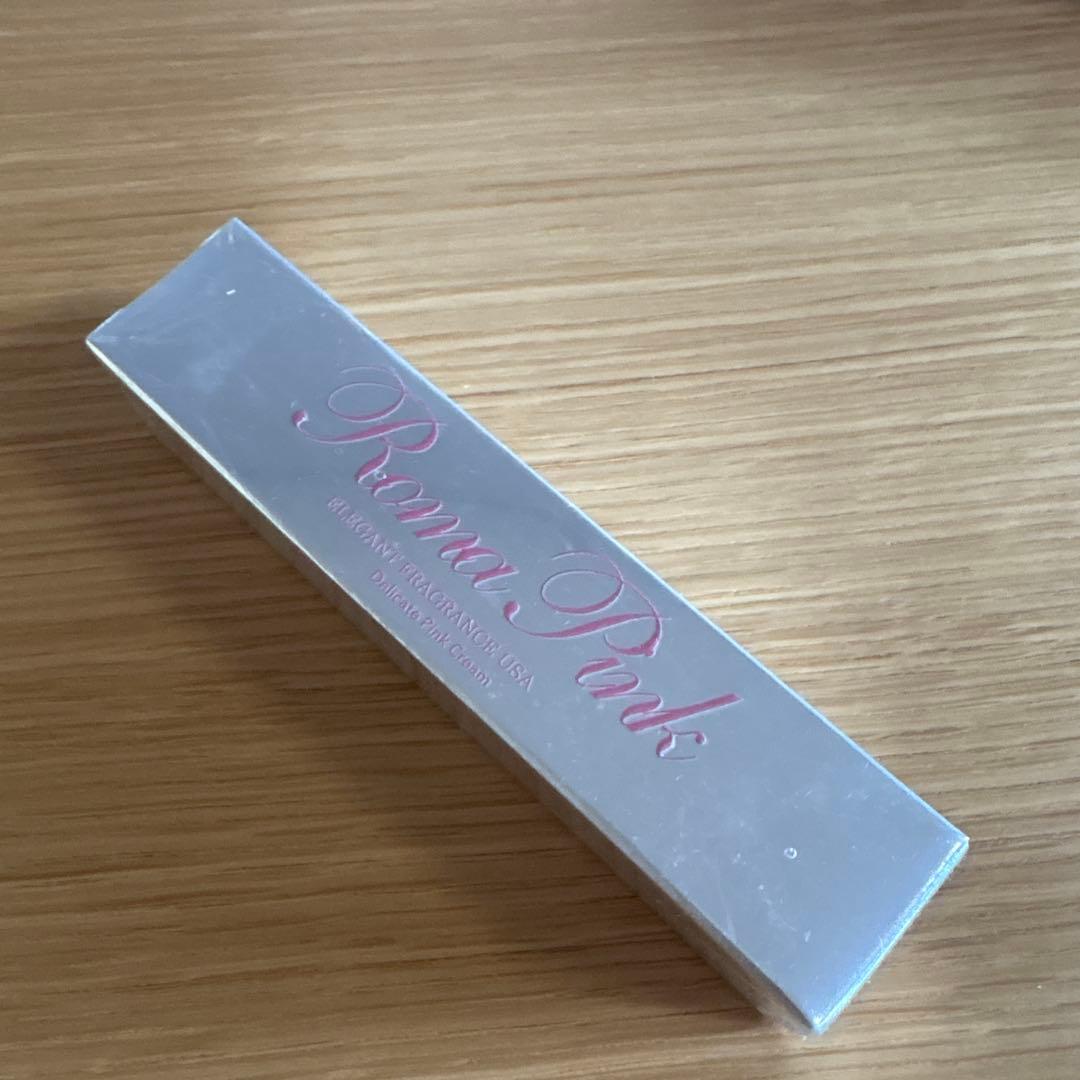 Roma Pink
ELEGANT FRAGRANCE USA
Delicate Pink Cream